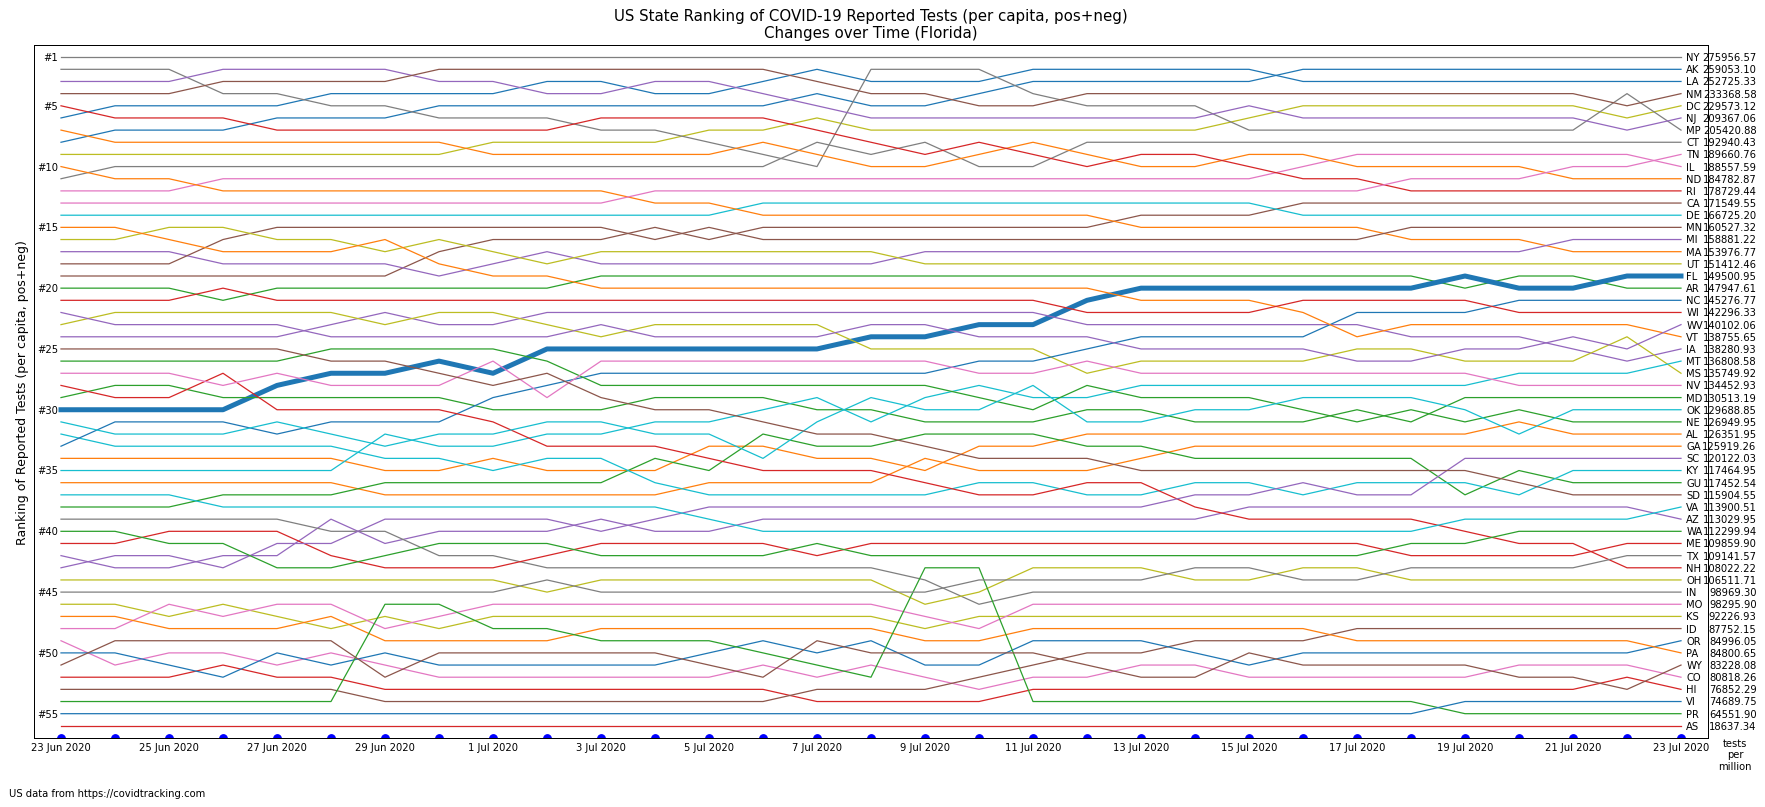 US State Ranking of COVID-19 Reported Tests (per capita, pos+neg)
Changes over Time (Florida)
Ranking of Reported Tests (per capita, pos+neg)
#1
#5
#10
#15
#20
#25
#30
#35
#40
#45
#50
#55
NY 275956.57
AK 259053.10
LA 252725.33
NM 233368.58
DC 229573.12
NJ 209367.06
MP 205420.88
CT 192940.43
TN 189660.76
IL 188557.59
ND 184782.87
RI 178729.44
CA 171549.55
DE 166725.20
MN 160527.32
MI 158881.22
MA 153976.77
UT 151412.46
FL 149500.95
AR 147947.61
NC 145276.77
WI 142296.33
WV 140102.06
VT 138755.65
IA 138280.93
MT 136808.58
MS 135749.92
NV 134452.93
MD 130513.19
OK 129688.85
NE 126949.95
AL 126351.95
GA 125919.26
SC 120122.03
KY 117464.95
GU 117452.54
SD 115904.55
VA 113900.51
AZ 113029.95
WA 112299.94
ME 109859.90
TX 109141.57
NH 108022.22
OH 106511.71
IN 98969.30
MO 98295.90
KS 92226.93
ID 87752.15
OR 84996.05
PA 84800.65
WY 83228.08
CO 80818.26
HI 76852.29
VI 74689.75
PR 64551.90
AS 18637.34
23 Jun 2020 25 Jun 2020 27 Jun 2020 29 Jun 2020 1 Jul 2020 3 Jul 2020 5 Jul 2020 7 Jul 2020 9 Jul 2020 11 Jul 2020 13 Jul 2020 15 Jul 2020 17 Jul 2020 19 Jul 2020 21 Jul 2020 23 Jul 2020
tests
per
million
US data from https://covidtracking.com